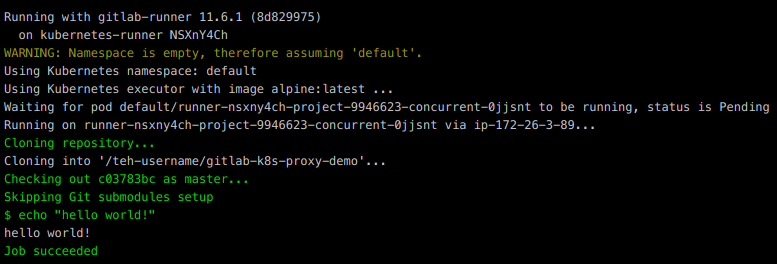 Running with gitlab-runner 11.6.1 (8d829975)
  on kubernetes-runner NSXnY4Ch
WARNING: Namespace is empty, therefore assuming 'default'.
Using Kubernetes namespace: default
Using Kubernetes executor with image alpine:latest ...
Waiting for pod default/runner-nsxny4ch-project-9946623-concurrent-0jjsnt to be running, status is Pending
Running on runner-nsxny4ch-project-9946623-concurrent-0jjsnt via ip-172-26-3-89...
Cloning repository...
Cloning into '/teh-username/gitlab-k8s-proxy-demo'...
Checking out c03783bc as master...
Skipping Git submodules setup
$ echo "hello world!"
hello world!
Job succeeded